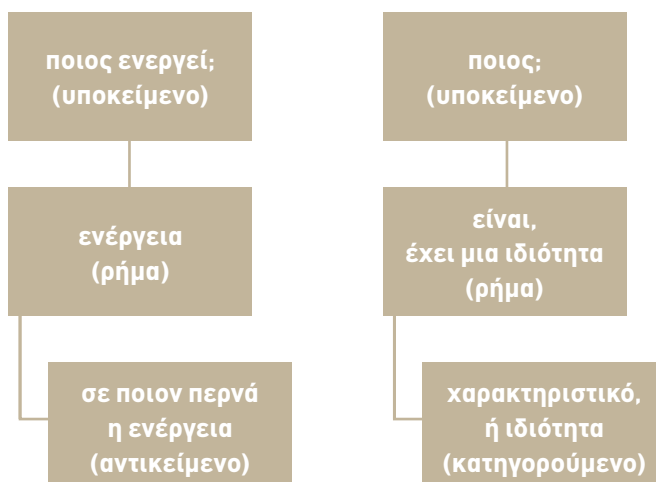 ποιος ενεργεί;
(υποκείμενο)
ενέργεια
(ρήμα)
σε ποιον περνά
η ενέργεια
(αντικείμενο)
ποιος;
(υποκείμενο)
είναι,
έχει μια ιδιότητα
(ρήμα)
χαρακτηριστικό,
ή ιδιότητα
(κατηγορούμενο)